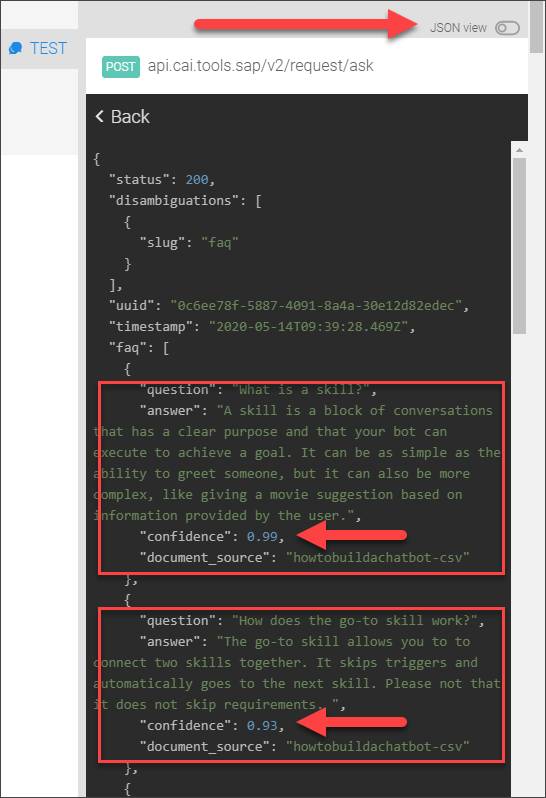 JSON view
TEST
POST api.cai.tools.sap/v2/request/ask
< Back
{
"status": 200,
"disambiguations": [
{
"slug": "faq"
}
],
"uuid": "0c6ee78f-5887-4091-8a4a-30e12d82edec",
"timestamp": "2020-05-14T09:39:28.469Z",
"faq": [
{
"question": "What is a skill?",
"answer": "A skill is a block of conversations
that has a clear purpose and that your bot can
execute to achieve a goal. It can be as simple as the
ability to greet someone, but it can also be more
complex, like giving a movie suggestion based on
information provided by the user.",
"confidence": 0.99,
"document_source": "howtobuildachatbot-csv"
},
{
"question": "How does the go-to skill work?",
"answer": "The go-to skill allows you to to
connect two skills together. It skips triggers and
automatically goes to the next skill. Please not that
it does not skip requirements. ",
"confidence": 0.93,
"document_source": "howtobuildachatbot-csv"
},
{